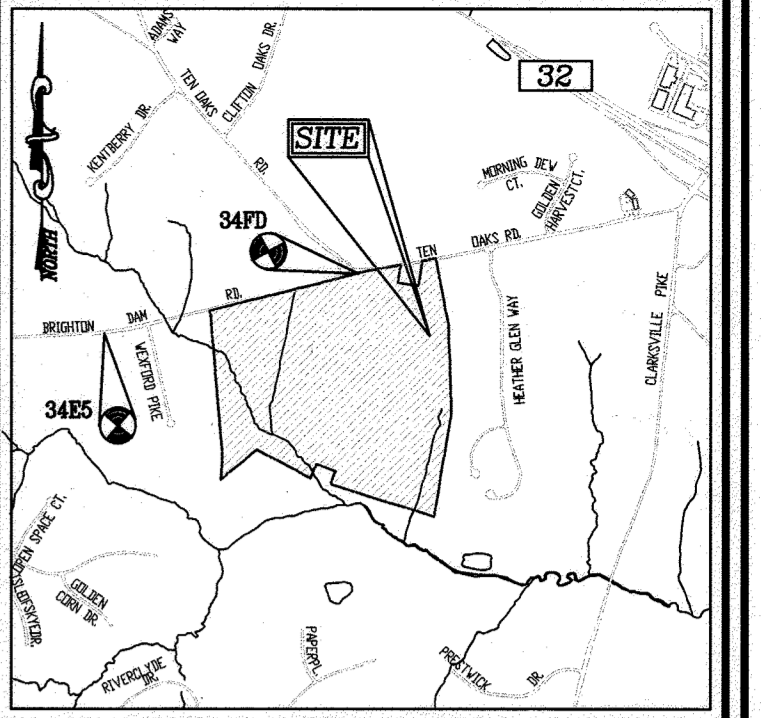 ADAMS
WAY
CLIFTON OAKS DR.
TEN OAKS
RD.
KENTBERRY DR.
32
SITE
MORNING DEW
CT.
GOLDEN
HARVEST CT.
NORTH
34FD
TEN
OAKS RD.
RD.
BRIGHTON
DAM
WEXFORD PIKE
HEATHER GLEN WAY
CLARKSVILLE PIKE
34E5
OPEN SPACE CT.
GOLDEN
CORN DR.
RIVERCLYDE
DR.
PAPERPL.
PRESTWICK
DR